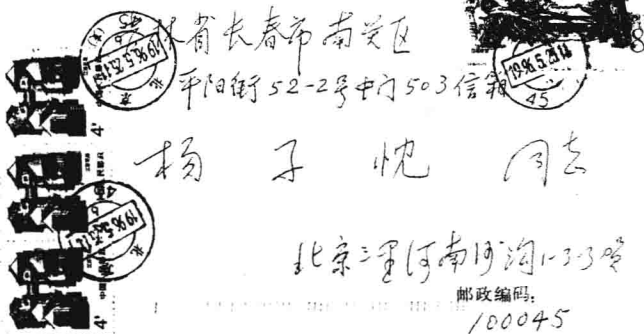 林省长春市南关区
平阳街52-2号中门503信箱
杨子忱 同志
北京三里河南沙沟1-3-3号
邮政编码:
100045